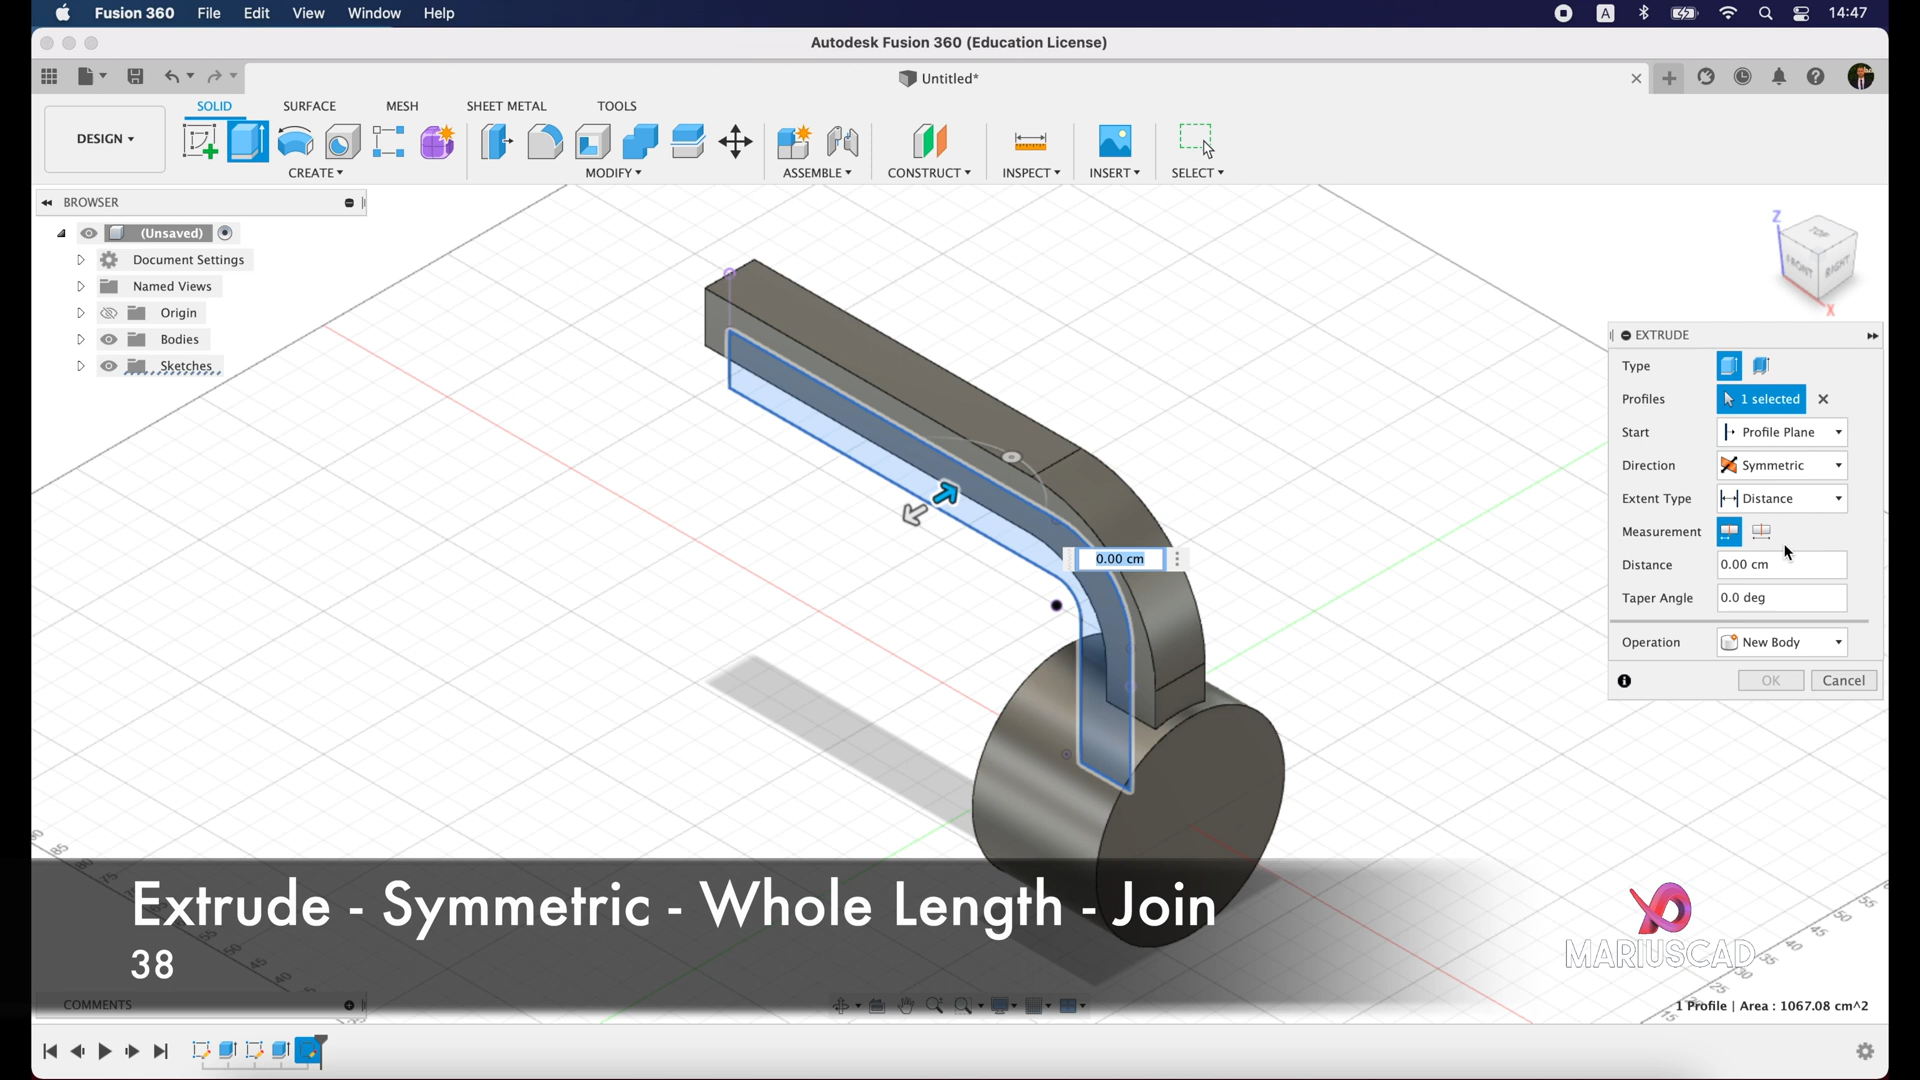 Fusion 360 File Edit View Window Help A 14:47
Autodesk Fusion 360 (Education License)
Untitled*
SOLID SURFACE MESH SHEET METAL TOOLS
DESIGN
CREATE MODIFY ASSEMBLE CONSTRUCT INSPECT INSERT SELECT
BROWSER
(Unsaved)
Document Settings
Named Views
Origin
Bodies
Sketches
Z
TOP
FRONT RIGHT
X
EXTRUDE
Type
Profiles 1 selected
Start Profile Plane
Direction Symmetric
Extent Type Distance
Measurement
Distance 0.00 cm
Taper Angle 0.0 deg
Operation New Body
OK Cancel
0.00 cm
Extrude - Symmetric - Whole Length - Join
38
MARIUSCAD
COMMENTS
1 Profile | Area : 1067.08 cm^2